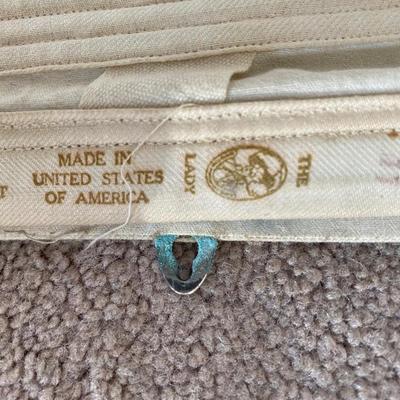 MADE IN
UNITED STATES
OF AMERICA
THE
LADY